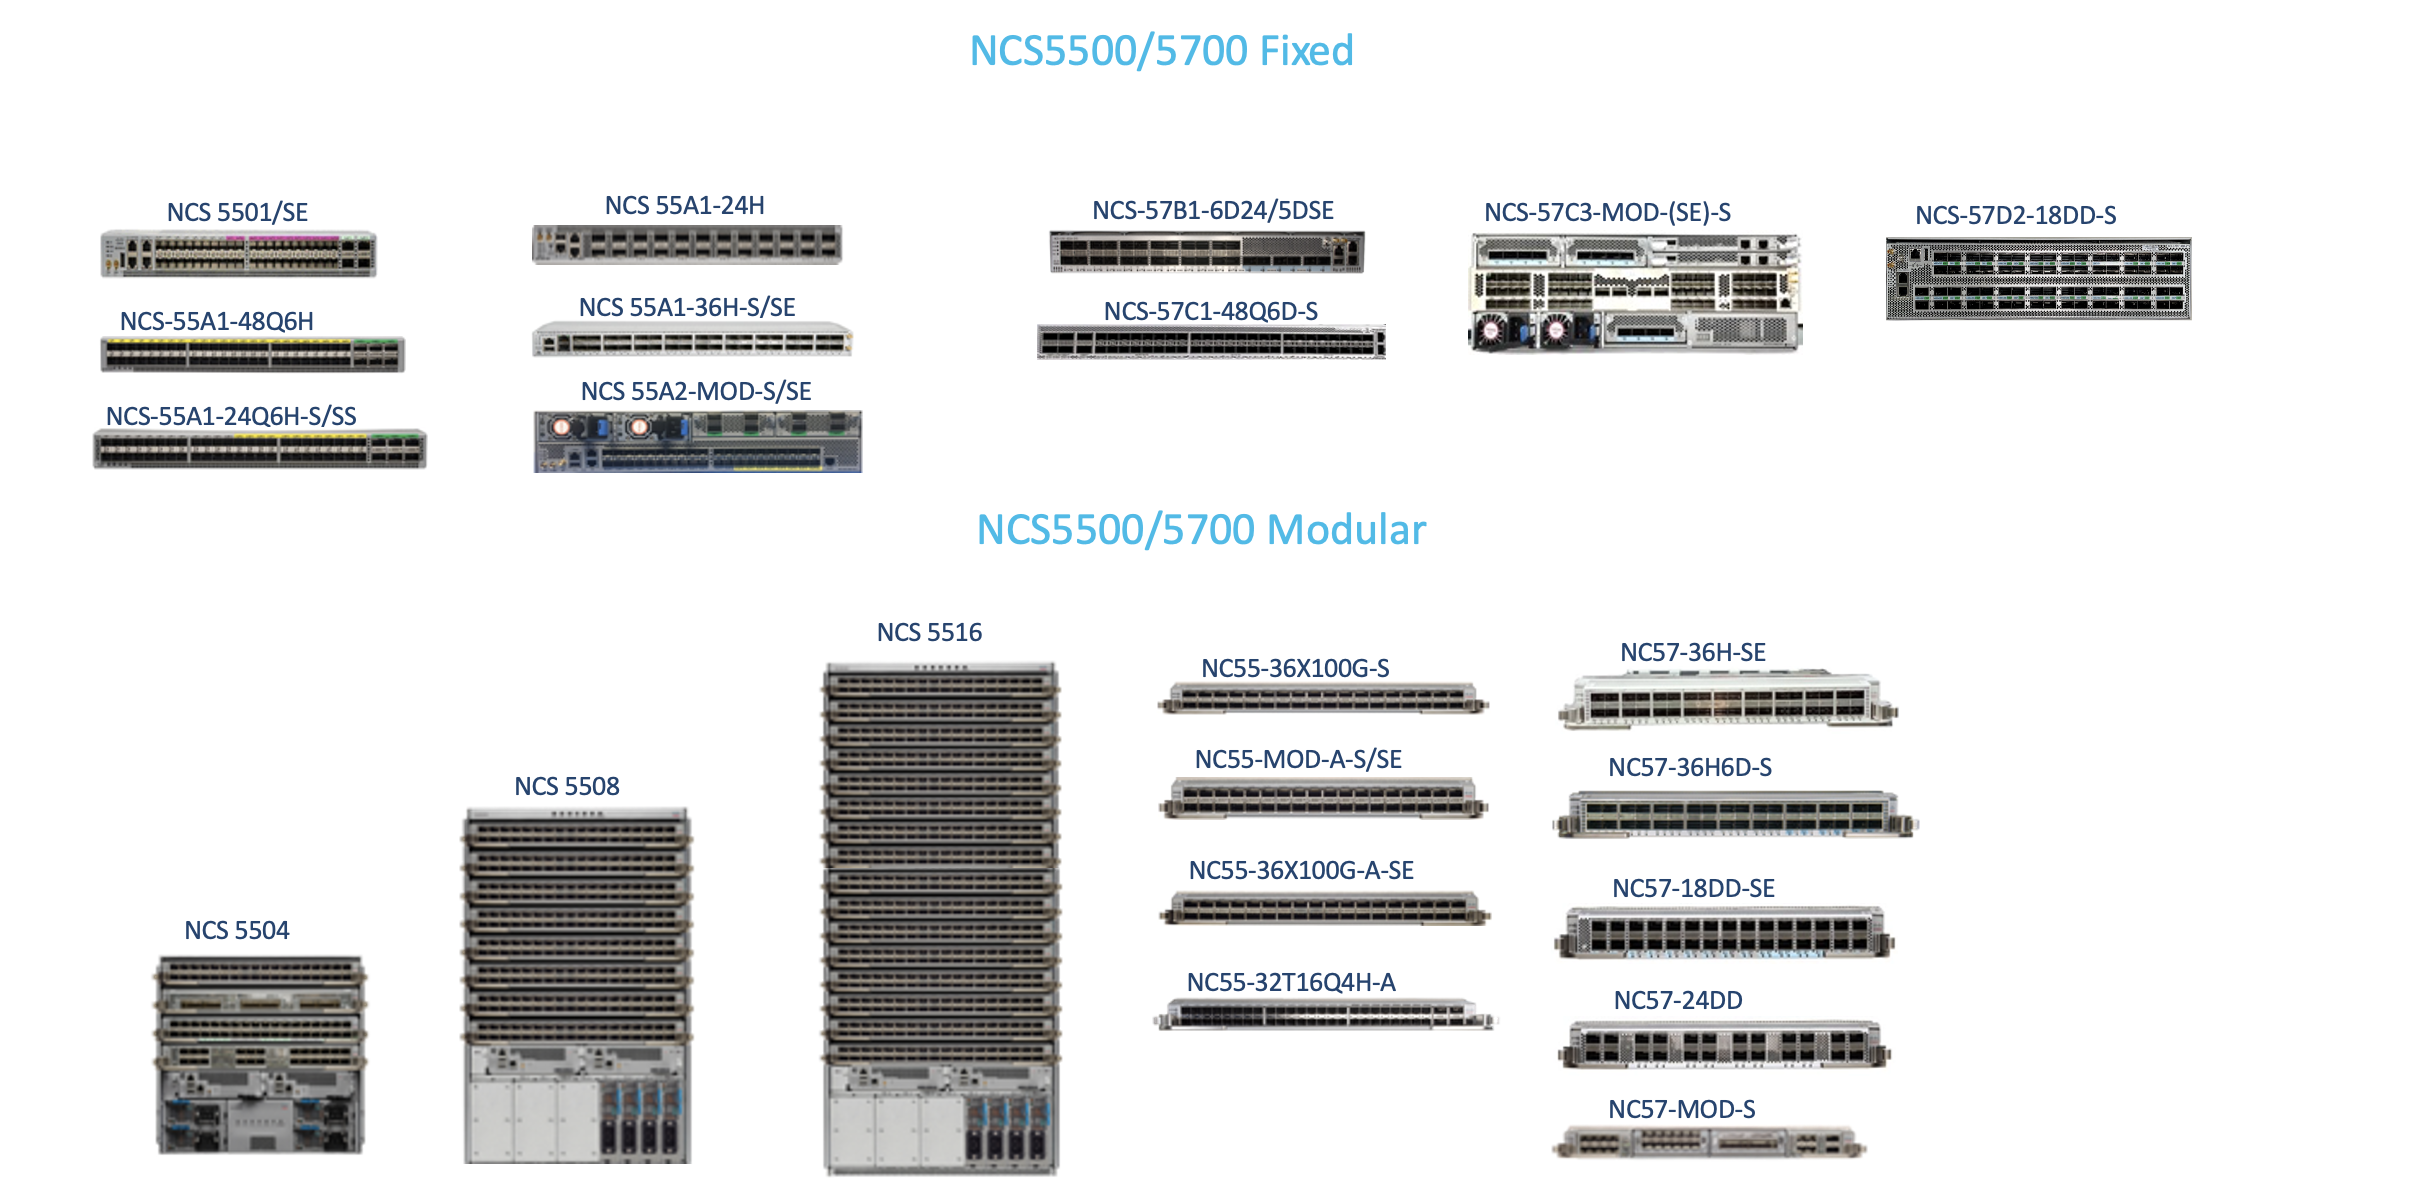 NCS5500/5700 Fixed
NCS 5501/SE
NCS-55A1-48Q6H
NCS-55A1-24Q6H-S/SS
NCS 55A1-24H
NCS 55A1-36H-S/SE
NCS 55A2-MOD-S/SE
NCS-57B1-6D24/5DSE
NCS-57C1-48Q6D-S
NCS-57C3-MOD-(SE)-S
NCS-57D2-18DD-S
NCS5500/5700 Modular
NCS 5504
NCS 5508
NCS 5516
NC55-36X100G-S
NC55-MOD-A-S/SE
NC55-36X100G-A-SE
NC55-32T16Q4H-A
NC57-36H-SE
NC57-36H6D-S
NC57-18DD-SE
NC57-24DD
NC57-MOD-S